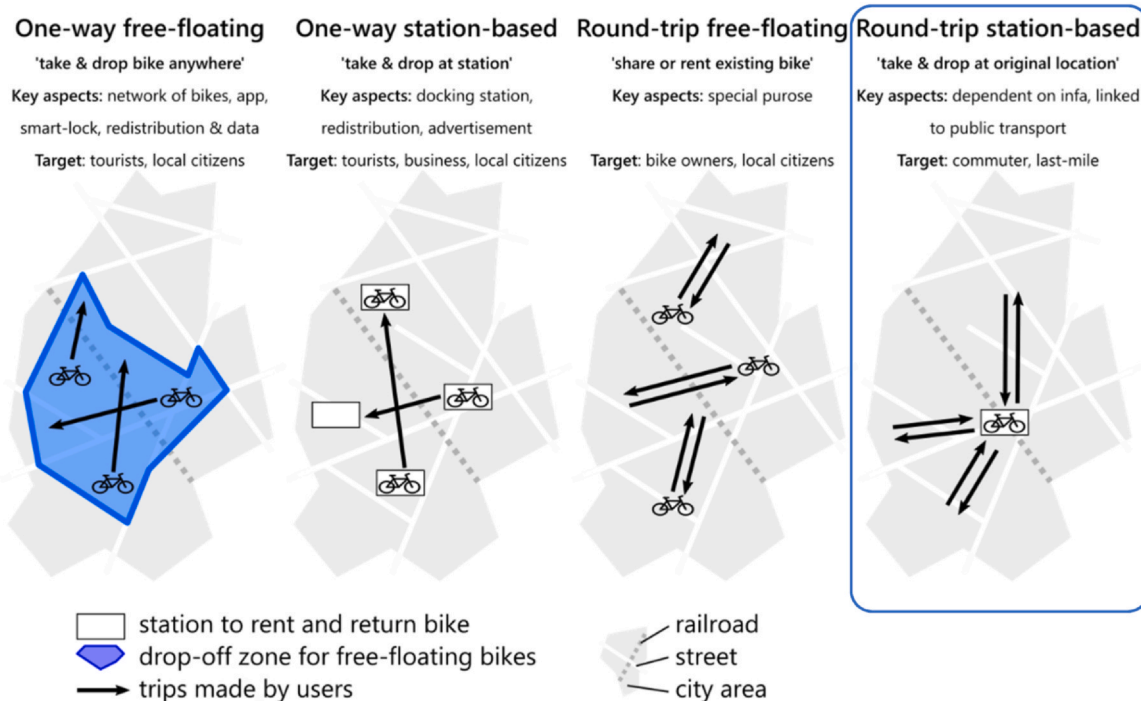 One-way free-floating
'take & drop bike anywhere'
Key aspects: network of bikes, app,
smart-lock, redistribution & data
Target: tourists, local citizens
One-way station-based
'take & drop at station'
Key aspects: docking station,
redistribution, advertisement
Target: tourists, business, local citizens
Round-trip free-floating
'share or rent existing bike'
Key aspects: special purose
Target: bike owners, local citizens
Round-trip station-based
'take & drop at original location'
Key aspects: dependent on infa, linked
to public transport
Target: commuter, last-mile
station to rent and return bike
drop-off zone for free-floating bikes
trips made by users
railroad
street
city area